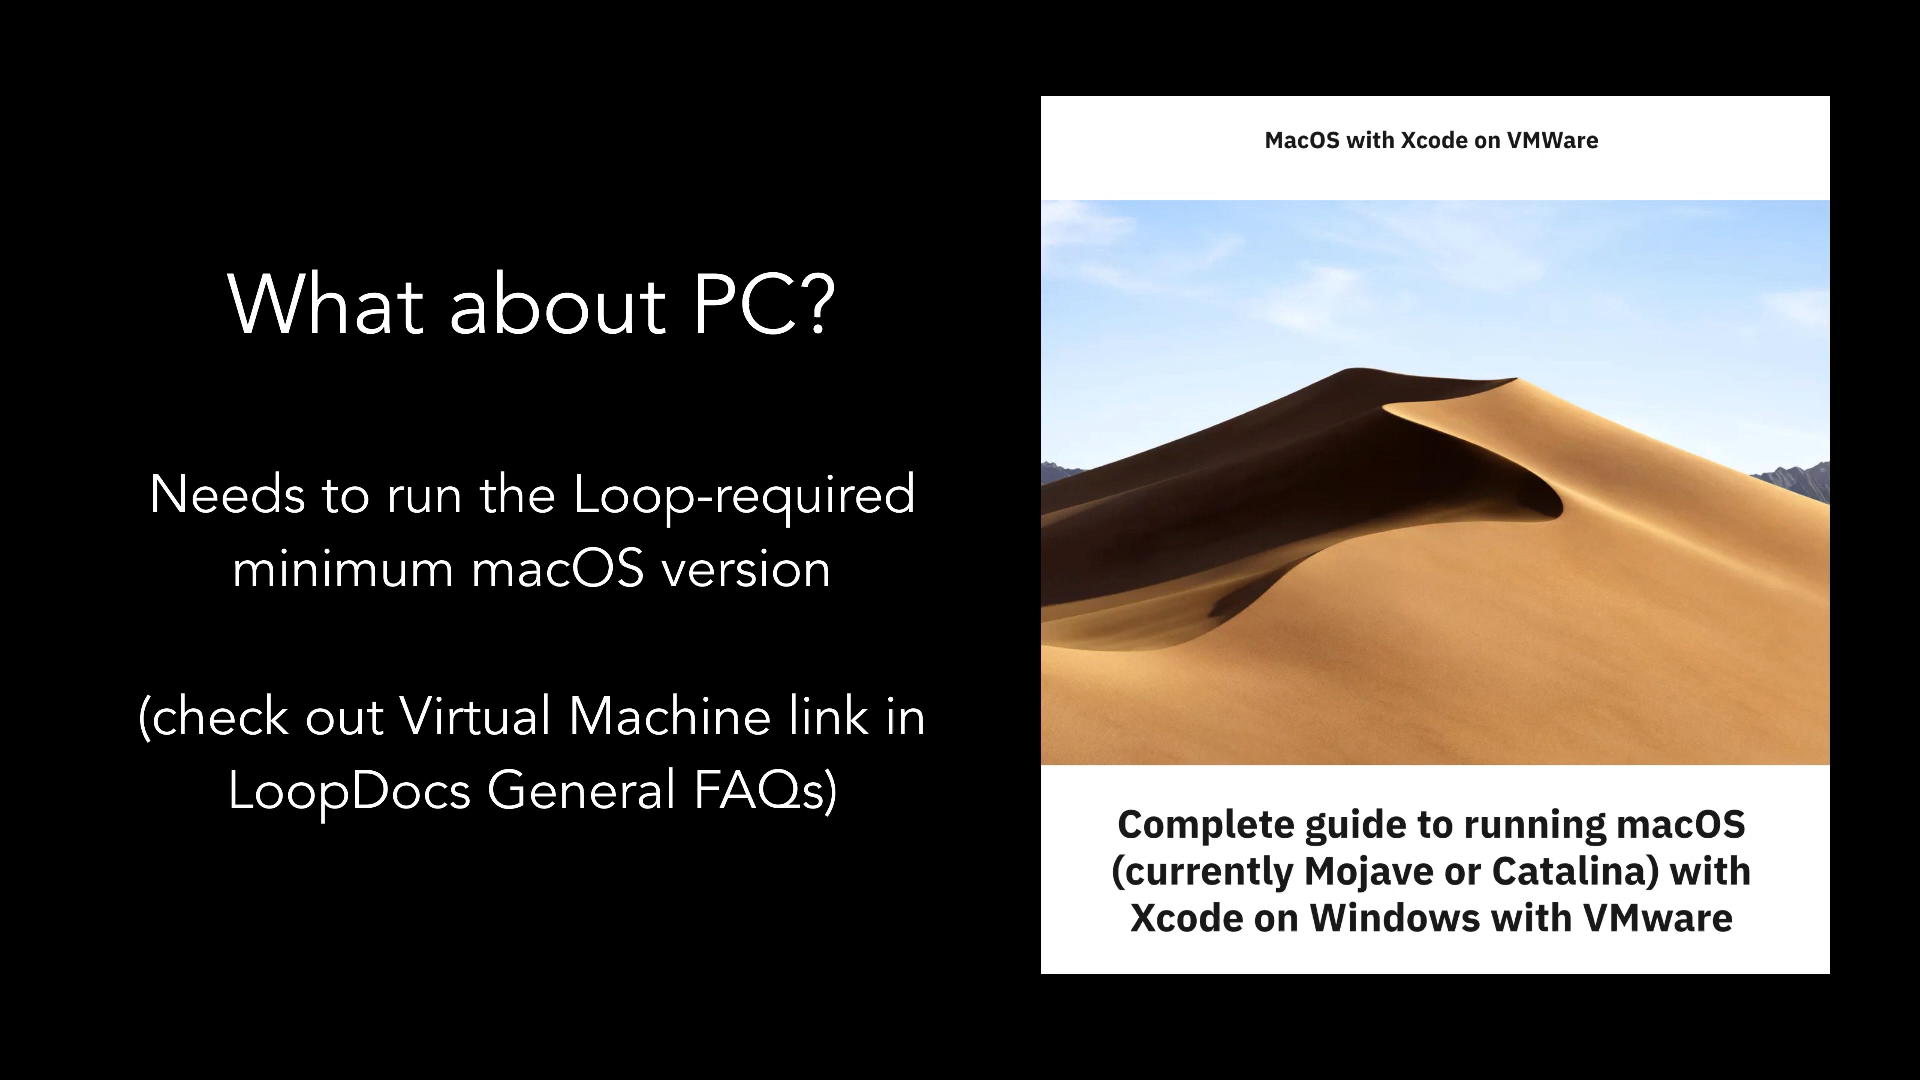 What about PC?
Needs to run the Loop-required
minimum macOS version
(check out Virtual Machine link in
LoopDocs General FAQs)
MacOS with Xcode on VMWare
Complete guide to running macOS
(currently Mojave or Catalina) with
Xcode on Windows with VMware